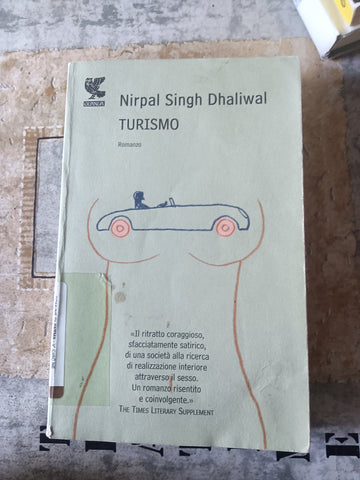 GUANDA
Nirpal Singh Dhaliwal
TURISMO
Romanzo
«Il ritratto coraggioso,
sfacciatamente satirico,
di una società alla ricerca
di realizzazione interiore
attraverso il sesso.
Un romanzo risentito
e coinvolgente.»
THE TIMES LITERARY SUPPLEMENT